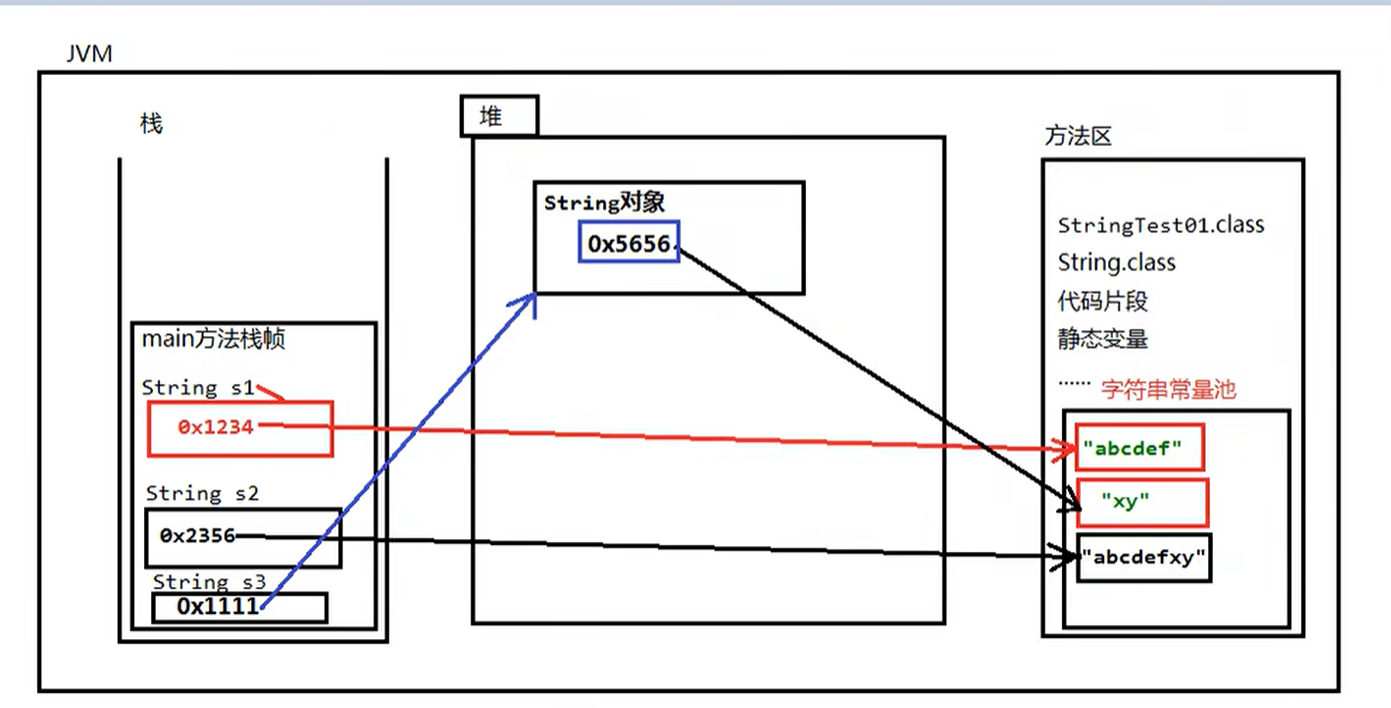 JVM
栈
堆
方法区
String对象
0x5656
StringTest01.class
String.class
代码片段
静态变量
...... 字符串常量池
main方法栈帧
String s1
0x1234
"abcdef"
"xy"
String s2
0x2356
"abcdefxy"
String s3
0x1111